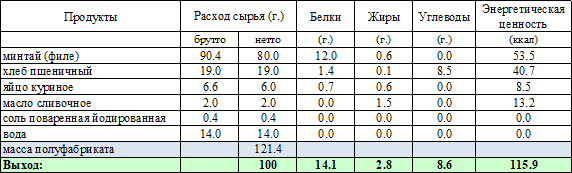 Продукты Расход сырья (г.) Белки Жиры Углеводы Энергетическая ценность
брутто нетто (г.) (г.) (г.) (ккал)
минтай (филе) 90.4 80.0 12.0 0.6 0.0 53.5
хлеб пшеничный 19.0 19.0 1.4 0.1 8.5 40.7
яйцо куриное 6.6 6.0 0.7 0.6 0.0 8.5
масло сливочное 2.0 2.0 0.0 1.5 0.0 13.2
соль поваренная йодированная 0.4 0.4 0.0 0.0 0.0 0.0
вода 14.0 14.0 0.0 0.0 0.0 0.0
масса полуфабриката 121.4
Выход: 100 14.1 2.8 8.6 115.9